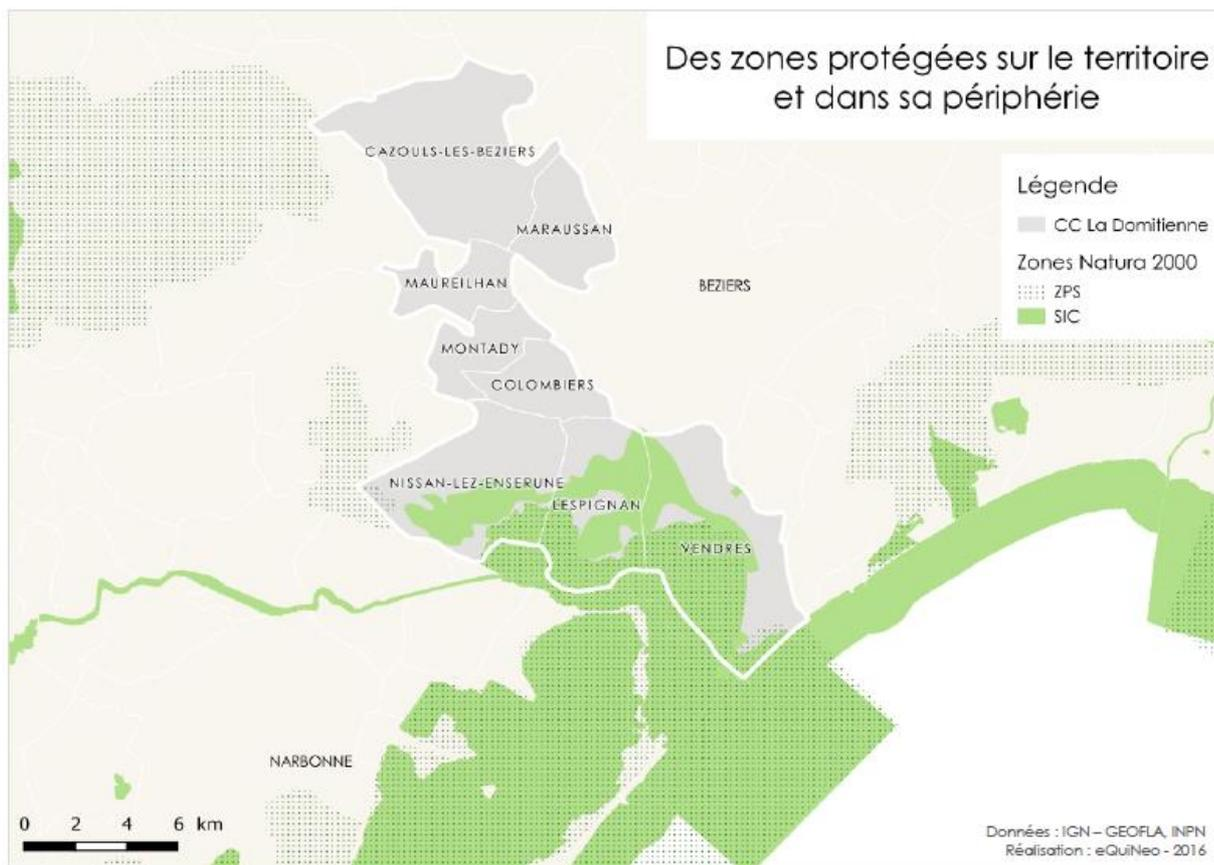 Des zones protégées sur le territoire
et dans sa périphérie
CAZOULS-LES-BEZIERS
MARAUSSAN
MAUREILHAN
BEZIERS
MONTADY
COLOMBIERS
NISSAN-LEZ-ENSERUNE
LESPIGNAN
VENDRES
NARBONNE
Légende
CC La Domitienne
Zones Natura 2000
ZPS
SIC
0 2 4 6 km
Données : IGN – GEOFLA, INPN
Réalisation : eQuiNeo - 2016